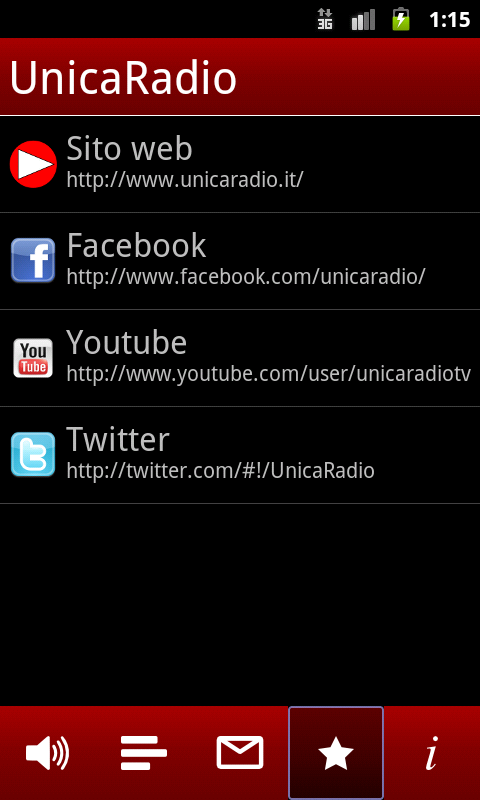 3G
1:15
UnicaRadio
Sito web
http://www.unicaradio.it/
Facebook
http://www.facebook.com/unicaradio/
You
Tube
Youtube
http://www.youtube.com/user/unicaradiotv
Twitter
http://twitter.com/#!/UnicaRadio
i